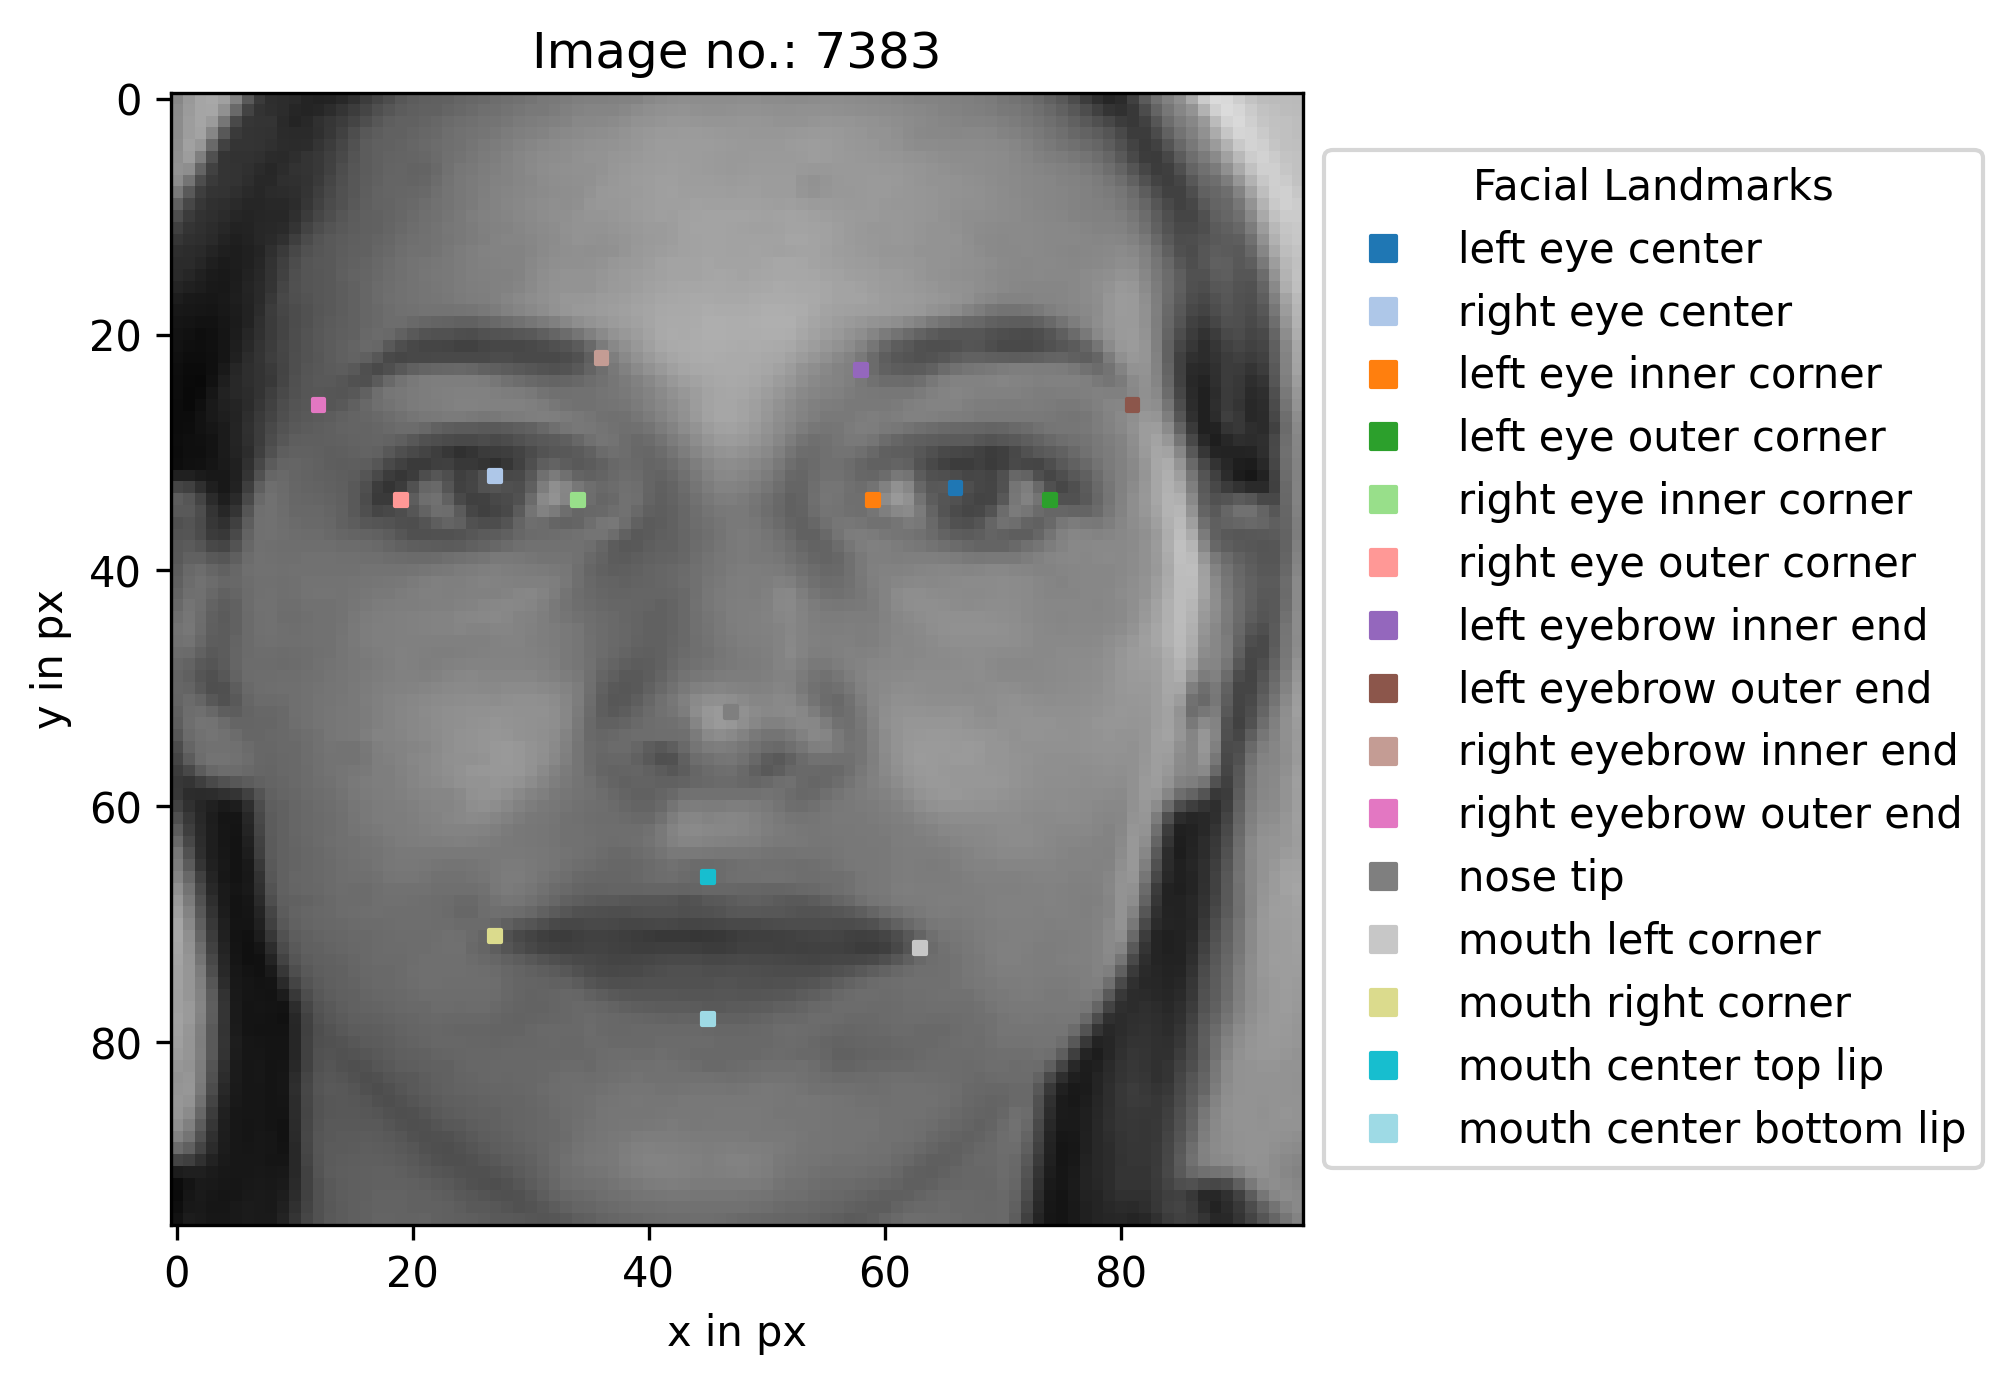 Image no.: 7383
0
20
40
60
80
y in px
0 20 40 60 80
x in px
Facial Landmarks
left eye center
right eye center
left eye inner corner
left eye outer corner
right eye inner corner
right eye outer corner
left eyebrow inner end
left eyebrow outer end
right eyebrow inner end
right eyebrow outer end
nose tip
mouth left corner
mouth right corner
mouth center top lip
mouth center bottom lip